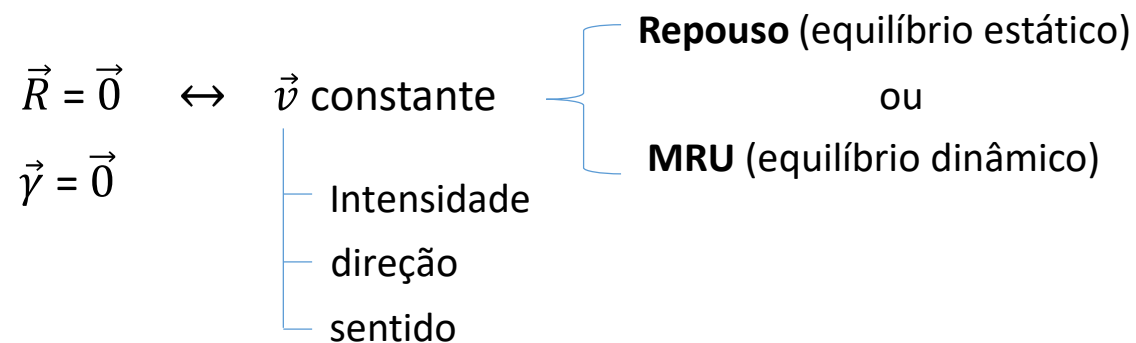 Repouso (equilíbrio estático)
R⃗ = 0⃗ ↔ v⃗ constante
ou
MRU (equilíbrio dinâmico)
γ⃗ = 0⃗
Intensidade
direção
sentido